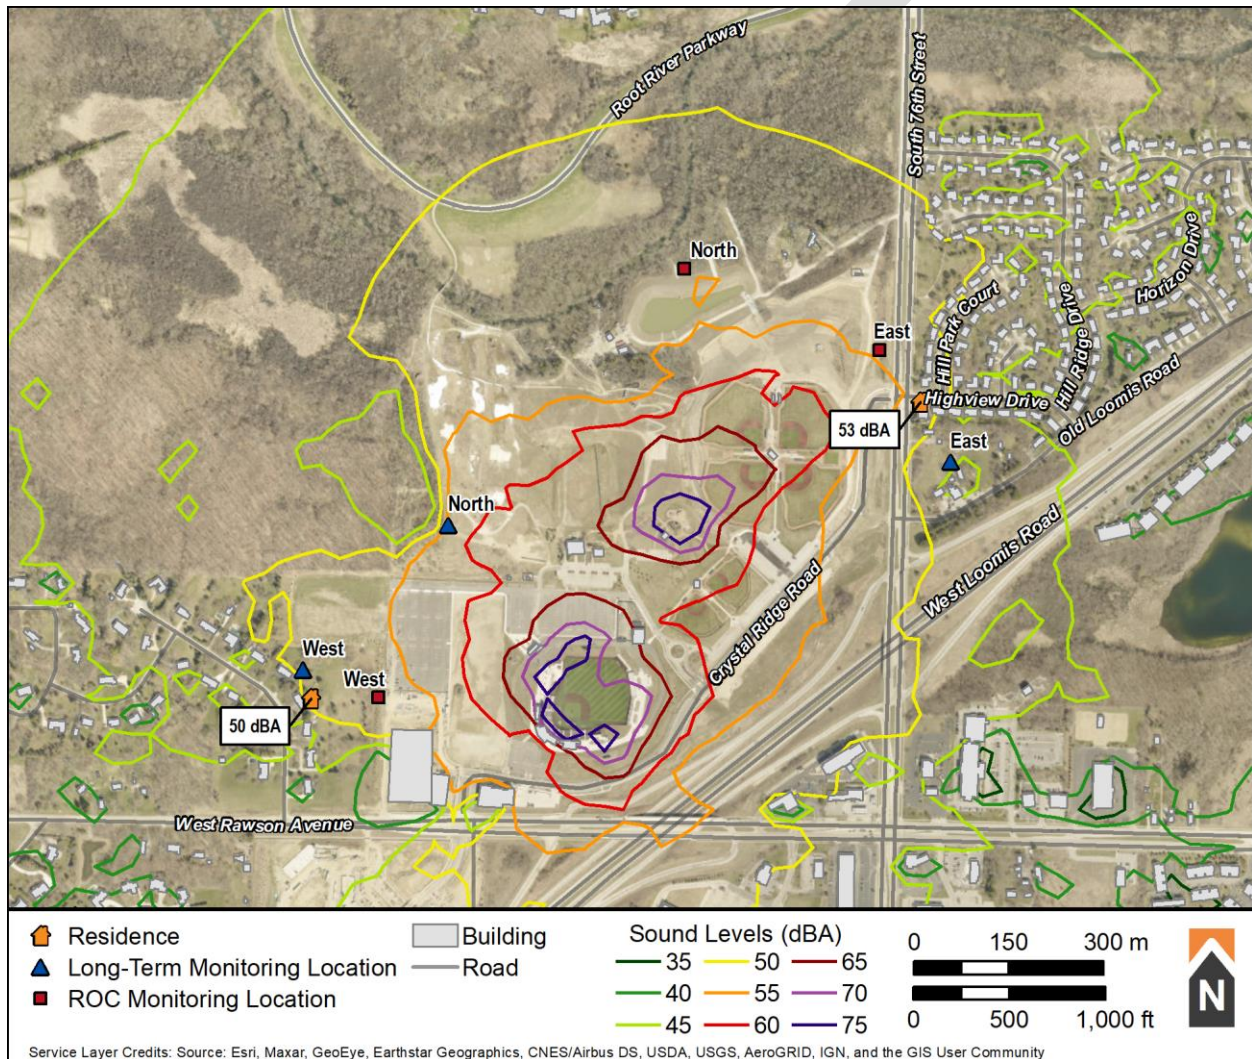 Root River Parkway
South 76th Street
North
East
Hill Park Court
Hill Ridge Drive
Horizon Drive
Highview Drive
Old Loomis Road
53 dBA
East
North
West Loomis Road
Crystal Ridge Road
West
West
50 dBA
West Rawson Avenue
Residence
Long-Term Monitoring Location
ROC Monitoring Location
Building
Road
Sound Levels (dBA)
35 50 65
40 55 70
45 60 75
0 150 300 m
0 500 1,000 ft
N
Service Layer Credits: Source: Esri, Maxar, GeoEye, Earthstar Geographics, CNES/Airbus DS, USDA, USGS, AeroGRID, IGN, and the GIS User Community